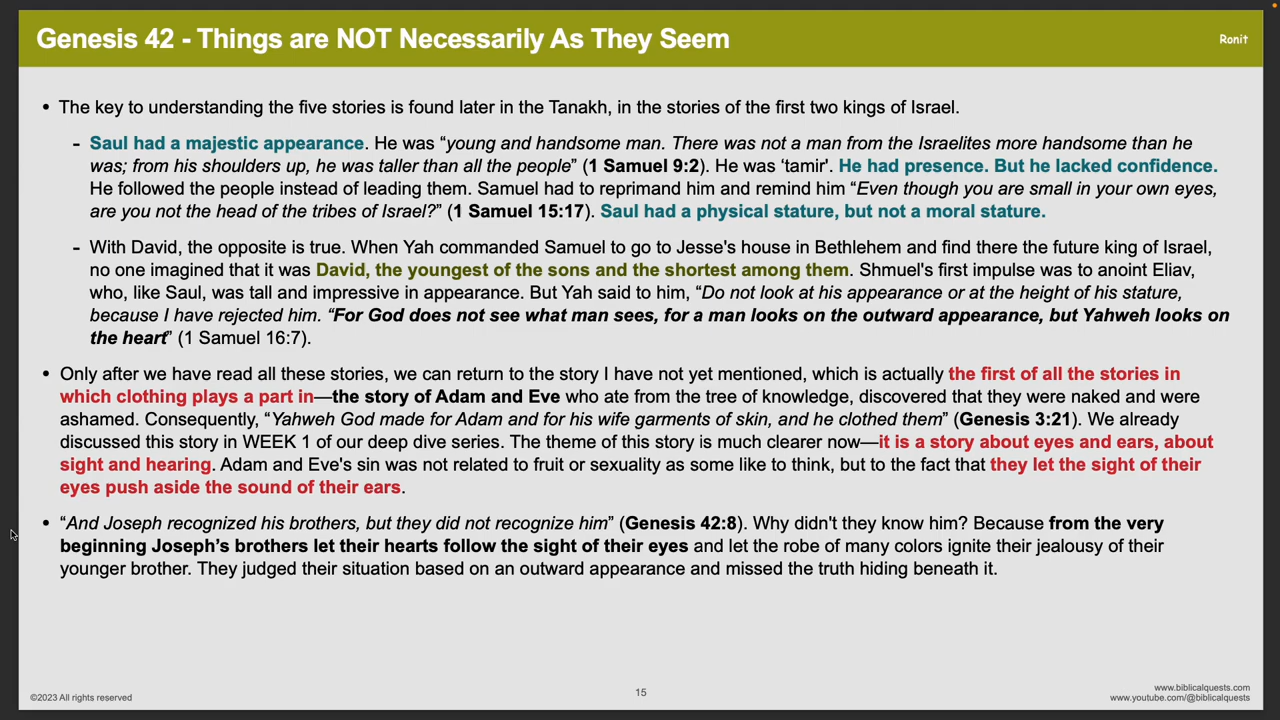 Genesis 42 - Things are NOT Necessarily As They Seem
Ronit
• The key to understanding the five stories is found later in the Tanakh, in the stories of the first two kings of Israel.
- Saul had a majestic appearance. He was “young and handsome man. There was not a man from the Israelites more handsome than he
was; from his shoulders up, he was taller than all the people” (1 Samuel 9:2). He was ‘tamir'. He had presence. But he lacked confidence.
He followed the people instead of leading them. Samuel had to reprimand him and remind him “Even though you are small in your own eyes,
are you not the head of the tribes of Israel?” (1 Samuel 15:17). Saul had a physical stature, but not a moral stature.
- With David, the opposite is true. When Yah commanded Samuel to go to Jesse's house in Bethlehem and find there the future king of Israel,
no one imagined that it was David, the youngest of the sons and the shortest among them. Shmuel's first impulse was to anoint Eliav,
who, like Saul, was tall and impressive in appearance. But Yah said to him, “Do not look at his appearance or at the height of his stature,
because I have rejected him. “For God does not see what man sees, for a man looks on the outward appearance, but Yahweh looks on
the heart” (1 Samuel 16:7).
• Only after we have read all these stories, we can return to the story I have not yet mentioned, which is actually the first of all the stories in
which clothing plays a part in—the story of Adam and Eve who ate from the tree of knowledge, discovered that they were naked and were
ashamed. Consequently, “Yahweh God made for Adam and for his wife garments of skin, and he clothed them” (Genesis 3:21). We already
discussed this story in WEEK 1 of our deep dive series. The theme of this story is much clearer now—it is a story about eyes and ears, about
sight and hearing. Adam and Eve's sin was not related to fruit or sexuality as some like to think, but to the fact that they let the sight of their
eyes push aside the sound of their ears.
• “And Joseph recognized his brothers, but they did not recognize him” (Genesis 42:8). Why didn't they know him? Because from the very
beginning Joseph’s brothers let their hearts follow the sight of their eyes and let the robe of many colors ignite their jealousy of their
younger brother. They judged their situation based on an outward appearance and missed the truth hiding beneath it.
©2023 All rights reserved
15
www.biblicalquests.com
www.youtube.com/@biblicalquests